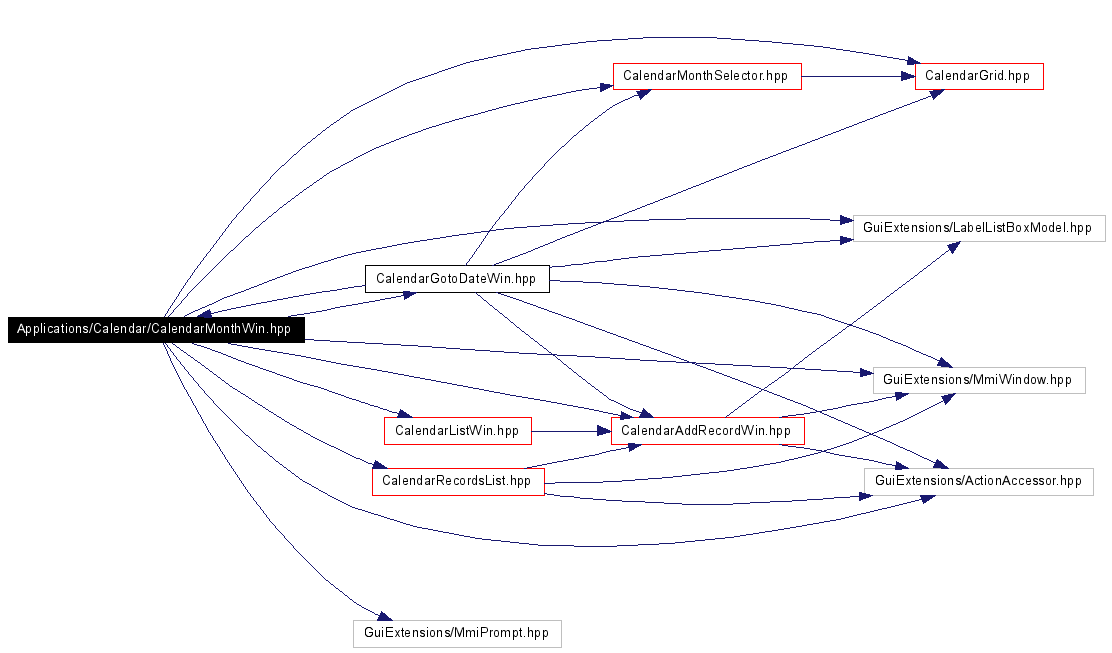 CalendarMonthSelector.hpp
CalendarGrid.hpp
GuiExtensions/LabelListBoxModel.hpp
CalendarGotoDateWin.hpp
Applications/Calendar/CalendarMonthWin.hpp
GuiExtensions/MmiWindow.hpp
CalendarListWin.hpp
CalendarAddRecordWin.hpp
CalendarRecordsList.hpp
GuiExtensions/ActionAccessor.hpp
GuiExtensions/MmiPrompt.hpp